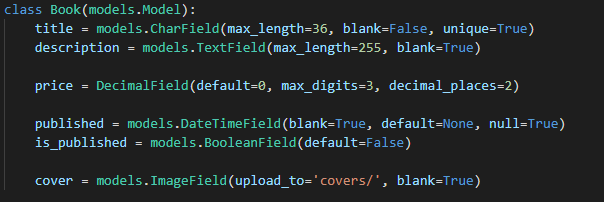 class Book(models.Model):
title = models.CharField(max_length=36, blank=False, unique=True)
description = models.TextField(max_length=255, blank=True)
price = DecimalField(default=0, max_digits=3, decimal_places=2)
published = models.DateTimeField(blank=True, default=None, null=True)
is_published = models.BooleanField(default=False)
cover = models.ImageField(upload_to='covers/', blank=True)